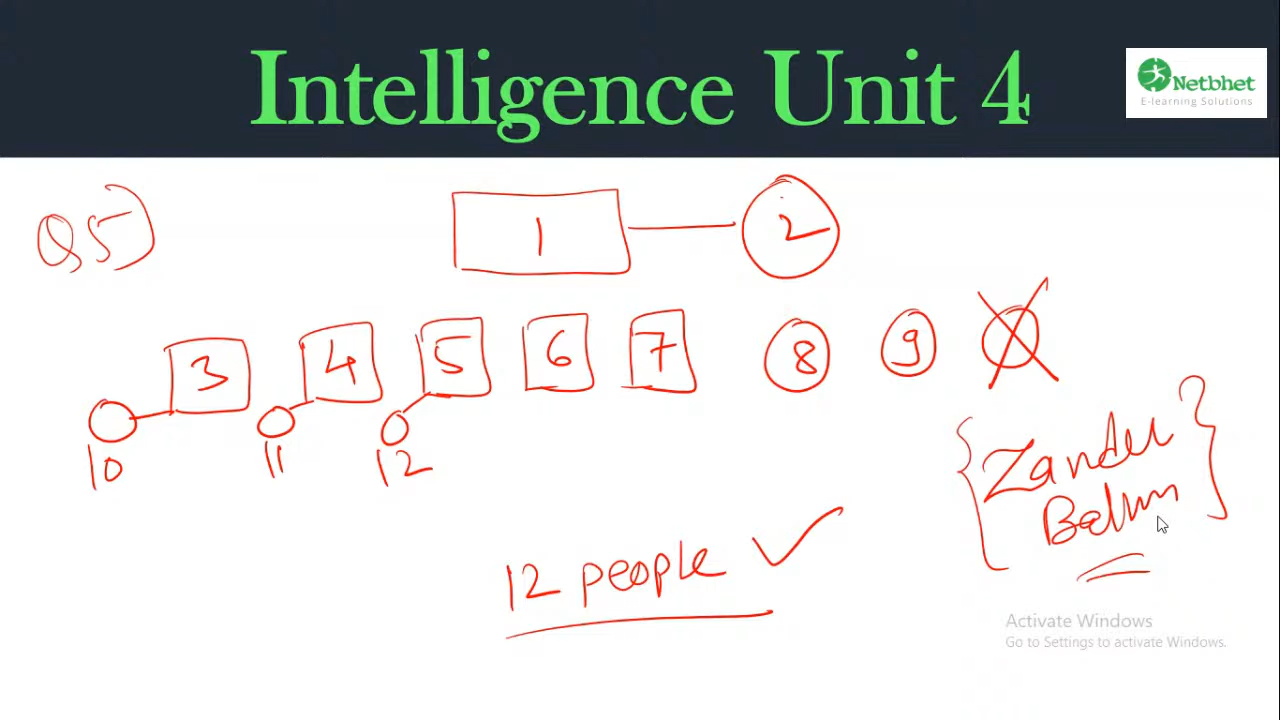 Intelligence Unit 4
Netbhet
E-learning Solutions
Q5)
1
2
3 4 5 6 7 8 9
10 11 12
12 people
Activate Windows
Go to Settings to activate Windows.